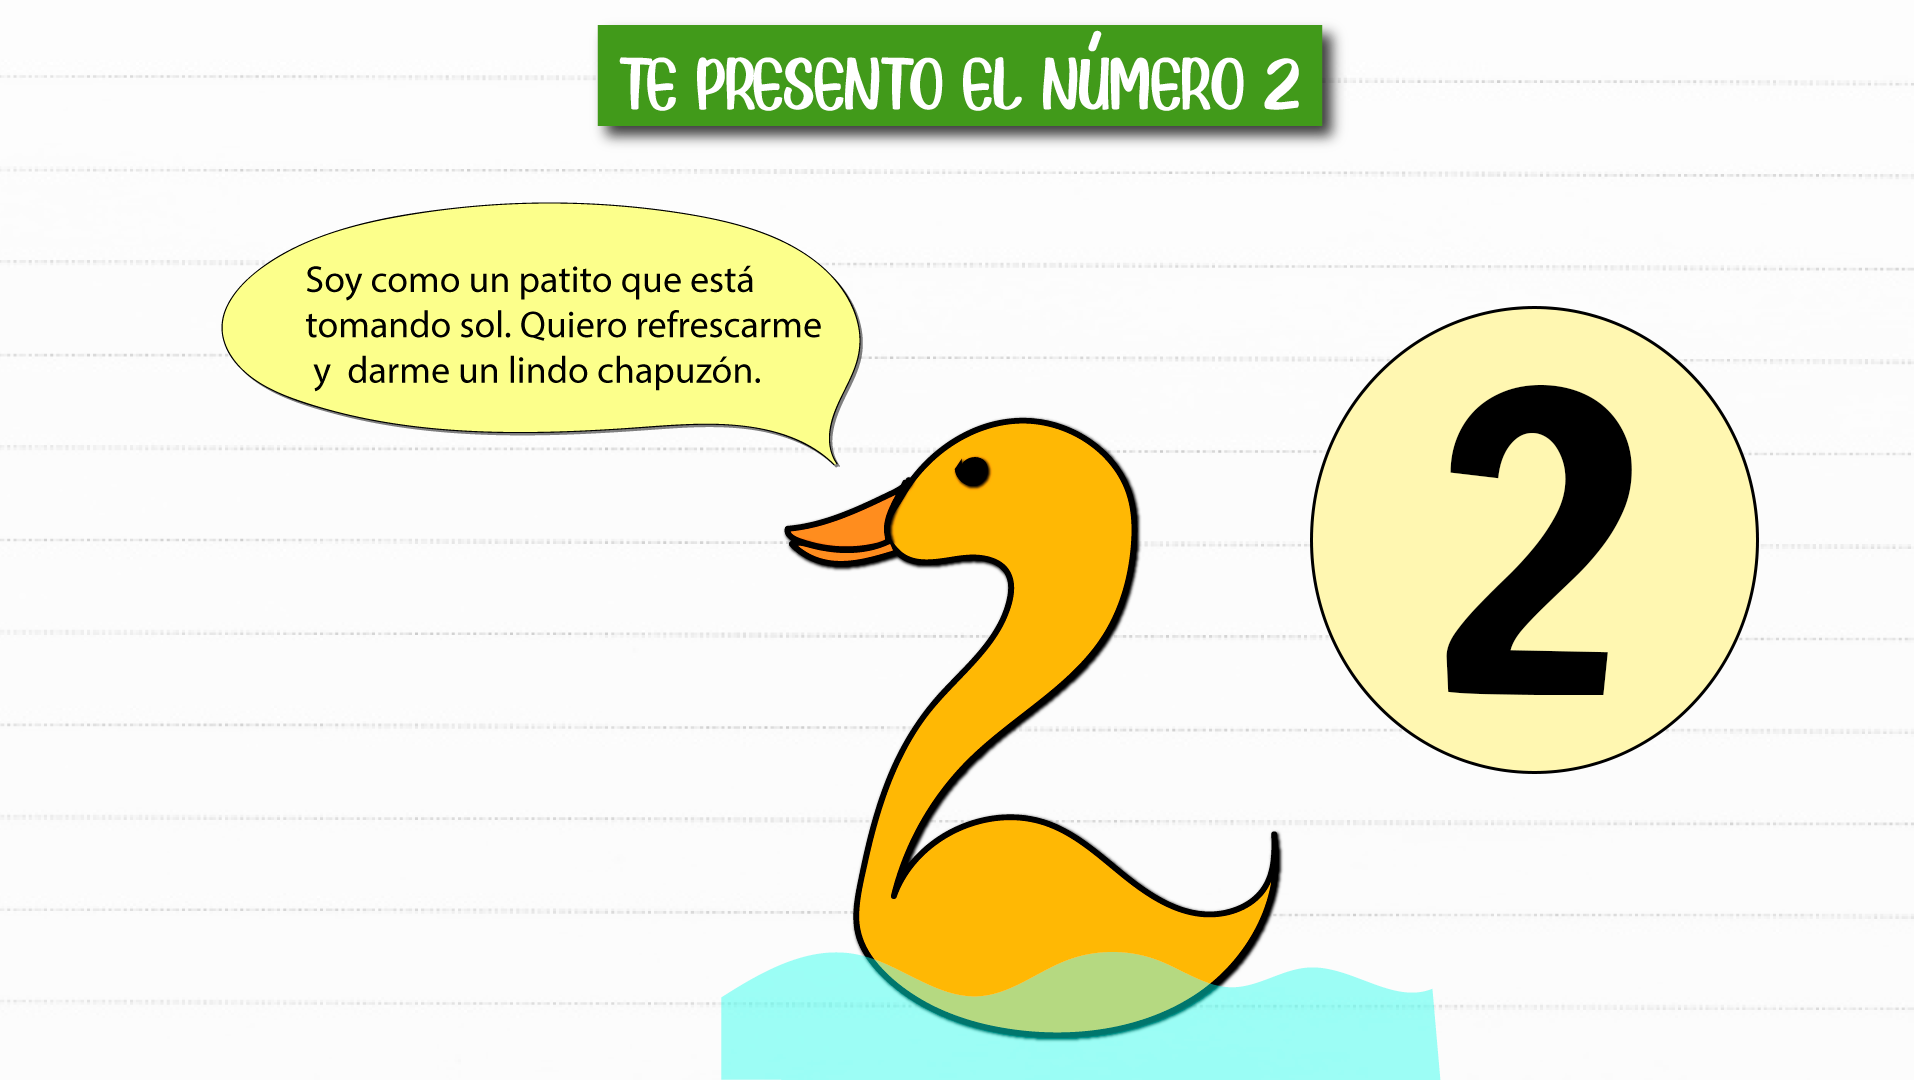 TE PRESENTO EL NÚMERO 2
Soy como un patito que está
tomando sol. Quiero refrescarme
y darme un lindo chapuzón.
2